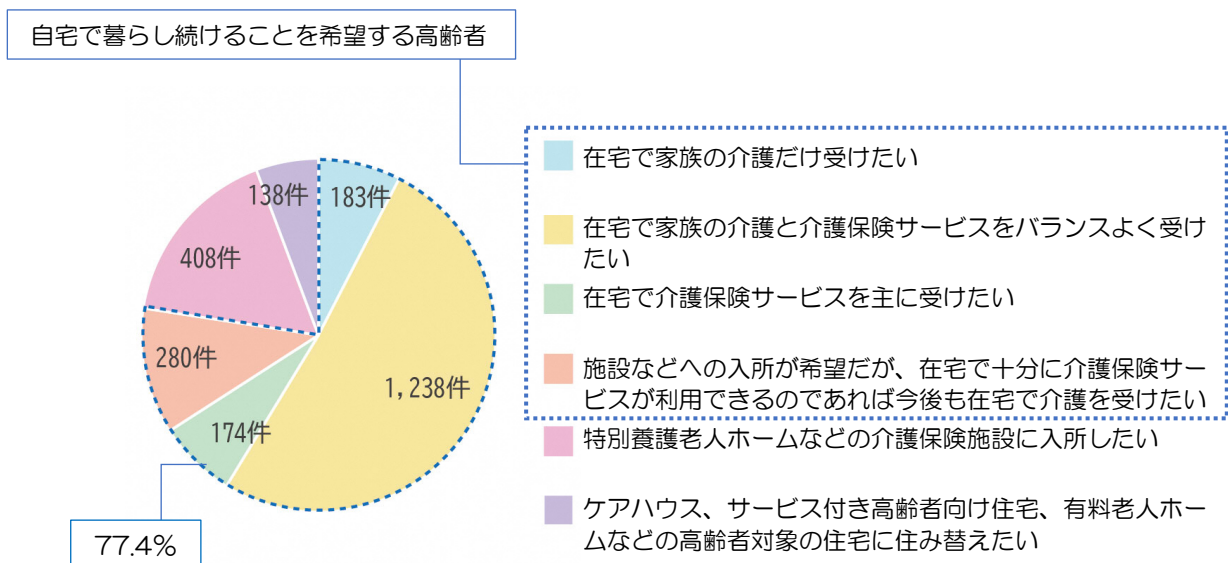 自宅で暮らし続けることを希望する高齢者
138件
183件
408件
280件
1,238件
174件
77.4%
在宅で家族の介護だけ受けたい
在宅で家族の介護と介護保険サービスをバランスよく受け
たい
在宅で介護保険サービスを主に受けたい
施設などへの入所が希望だが、在宅で十分に介護保険サー
ビスが利用できるのであれば今後も在宅で介護を受けたい
特別養護老人ホームなどの介護保険施設に入所したい
ケアハウス、サービス付き高齢者向け住宅、有料老人ホー
ムなどの高齢者対象の住宅に住み替えたい